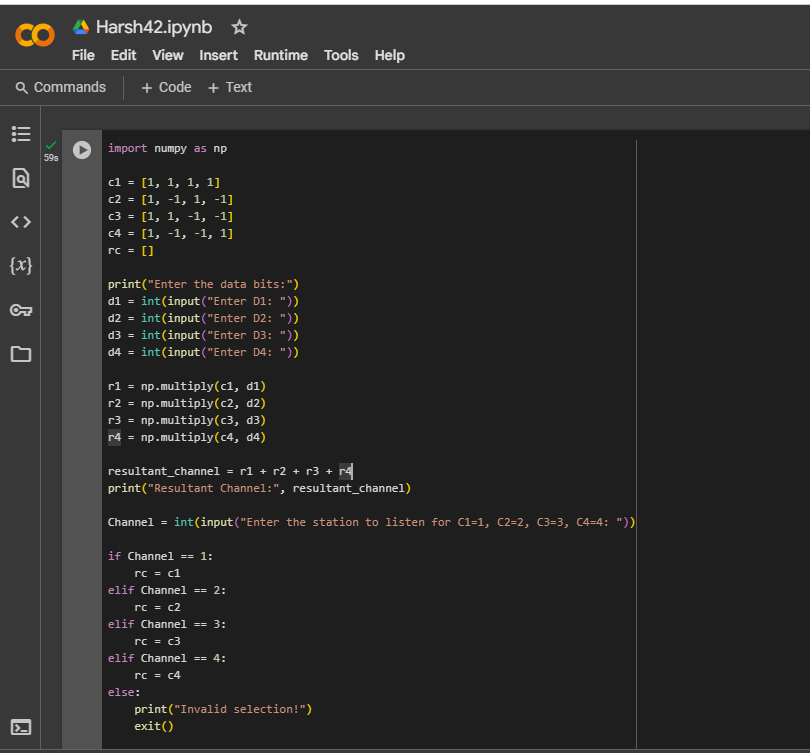 Harsh42.ipynb
File Edit View Insert Runtime Tools Help
Commands + Code + Text
59s
import numpy as np
c1 = [1, 1, 1, 1]
c2 = [1, -1, 1, -1]
c3 = [1, 1, -1, -1]
c4 = [1, -1, -1, 1]
rc = []
print("Enter the data bits:")
d1 = int(input("Enter D1: "))
d2 = int(input("Enter D2: "))
d3 = int(input("Enter D3: "))
d4 = int(input("Enter D4: "))
r1 = np.multiply(c1, d1)
r2 = np.multiply(c2, d2)
r3 = np.multiply(c3, d3)
r4 = np.multiply(c4, d4)
resultant_channel = r1 + r2 + r3 + r4
print("Resultant Channel:", resultant_channel)
Channel = int(input("Enter the station to listen for C1=1, C2=2, C3=3, C4=4: "))
if Channel == 1:
    rc = c1
elif Channel == 2:
    rc = c2
elif Channel == 3:
    rc = c3
elif Channel == 4:
    rc = c4
else:
    print("Invalid selection!")
    exit()